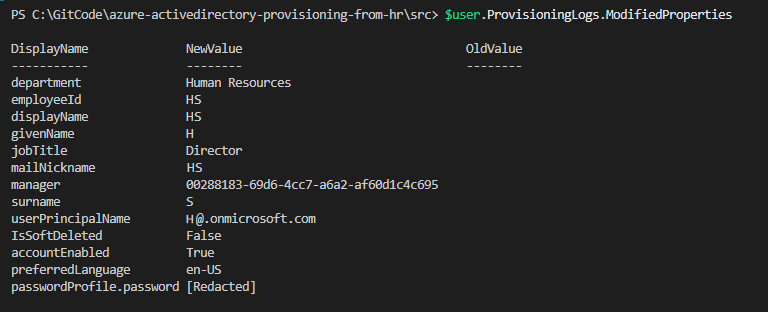 PS C:\GitCode\azure-activedirectory-provisioning-from-hr\src> $user.ProvisioningLogs.ModifiedProperties
DisplayName NewValue OldValue
----------- -------- --------
department Human Resources
employeeId HS
displayName HS
givenName H
jobTitle Director
mailNickname HS
manager 00288183-69d6-4cc7-a6a2-af60d1c4c695
surname S
userPrincipalName H@.onmicrosoft.com
IsSoftDeleted False
accountEnabled True
preferredLanguage en-US
passwordProfile.password [Redacted]